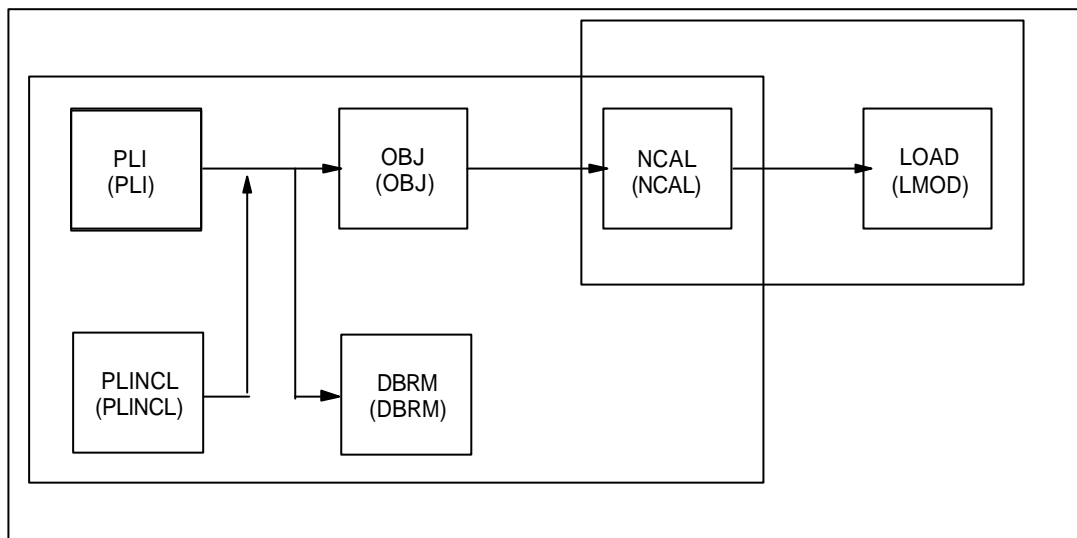 PLI
(PLI)
OBJ
(OBJ)
NCAL
(NCAL)
LOAD
(LMOD)
PLINCL
(PLINCL)
DBRM
(DBRM)